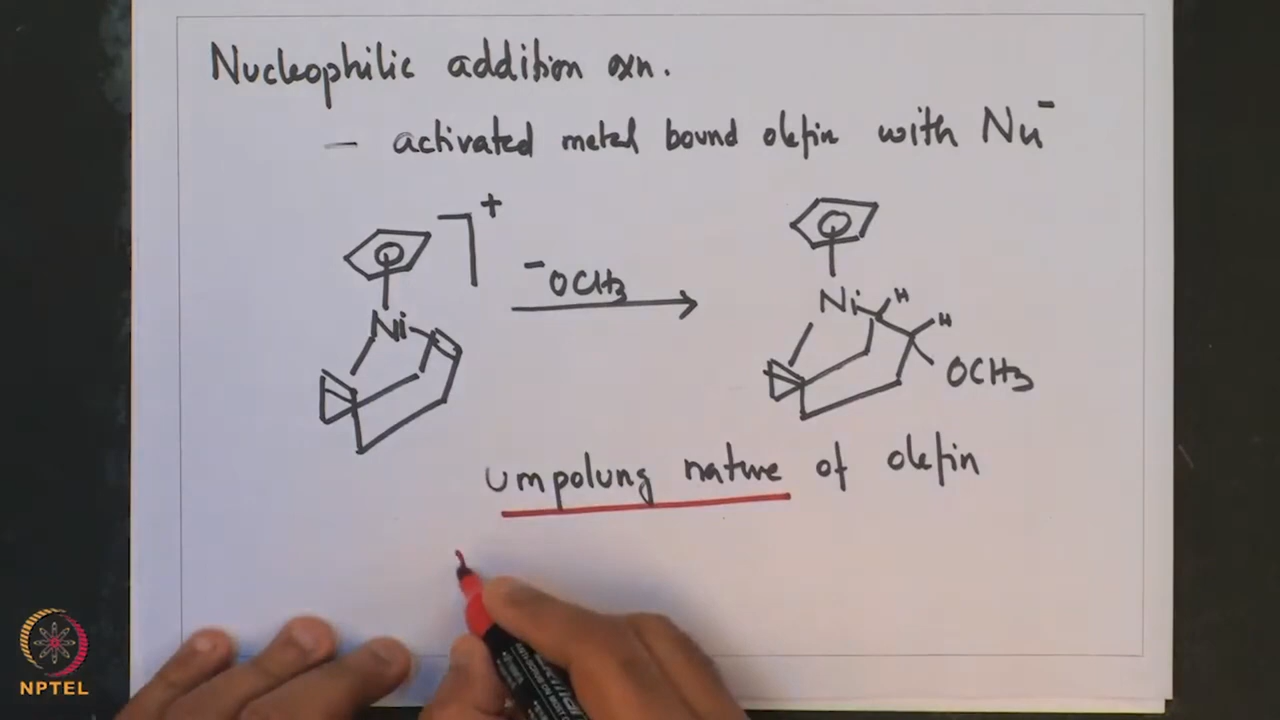 Nucleophilic addition rxn.
— activated metal bound olefin with Nu⁻
+
⁻OCH3
Ni
Ni
H
H
OCH3
umpolung nature of olefin
NPTEL